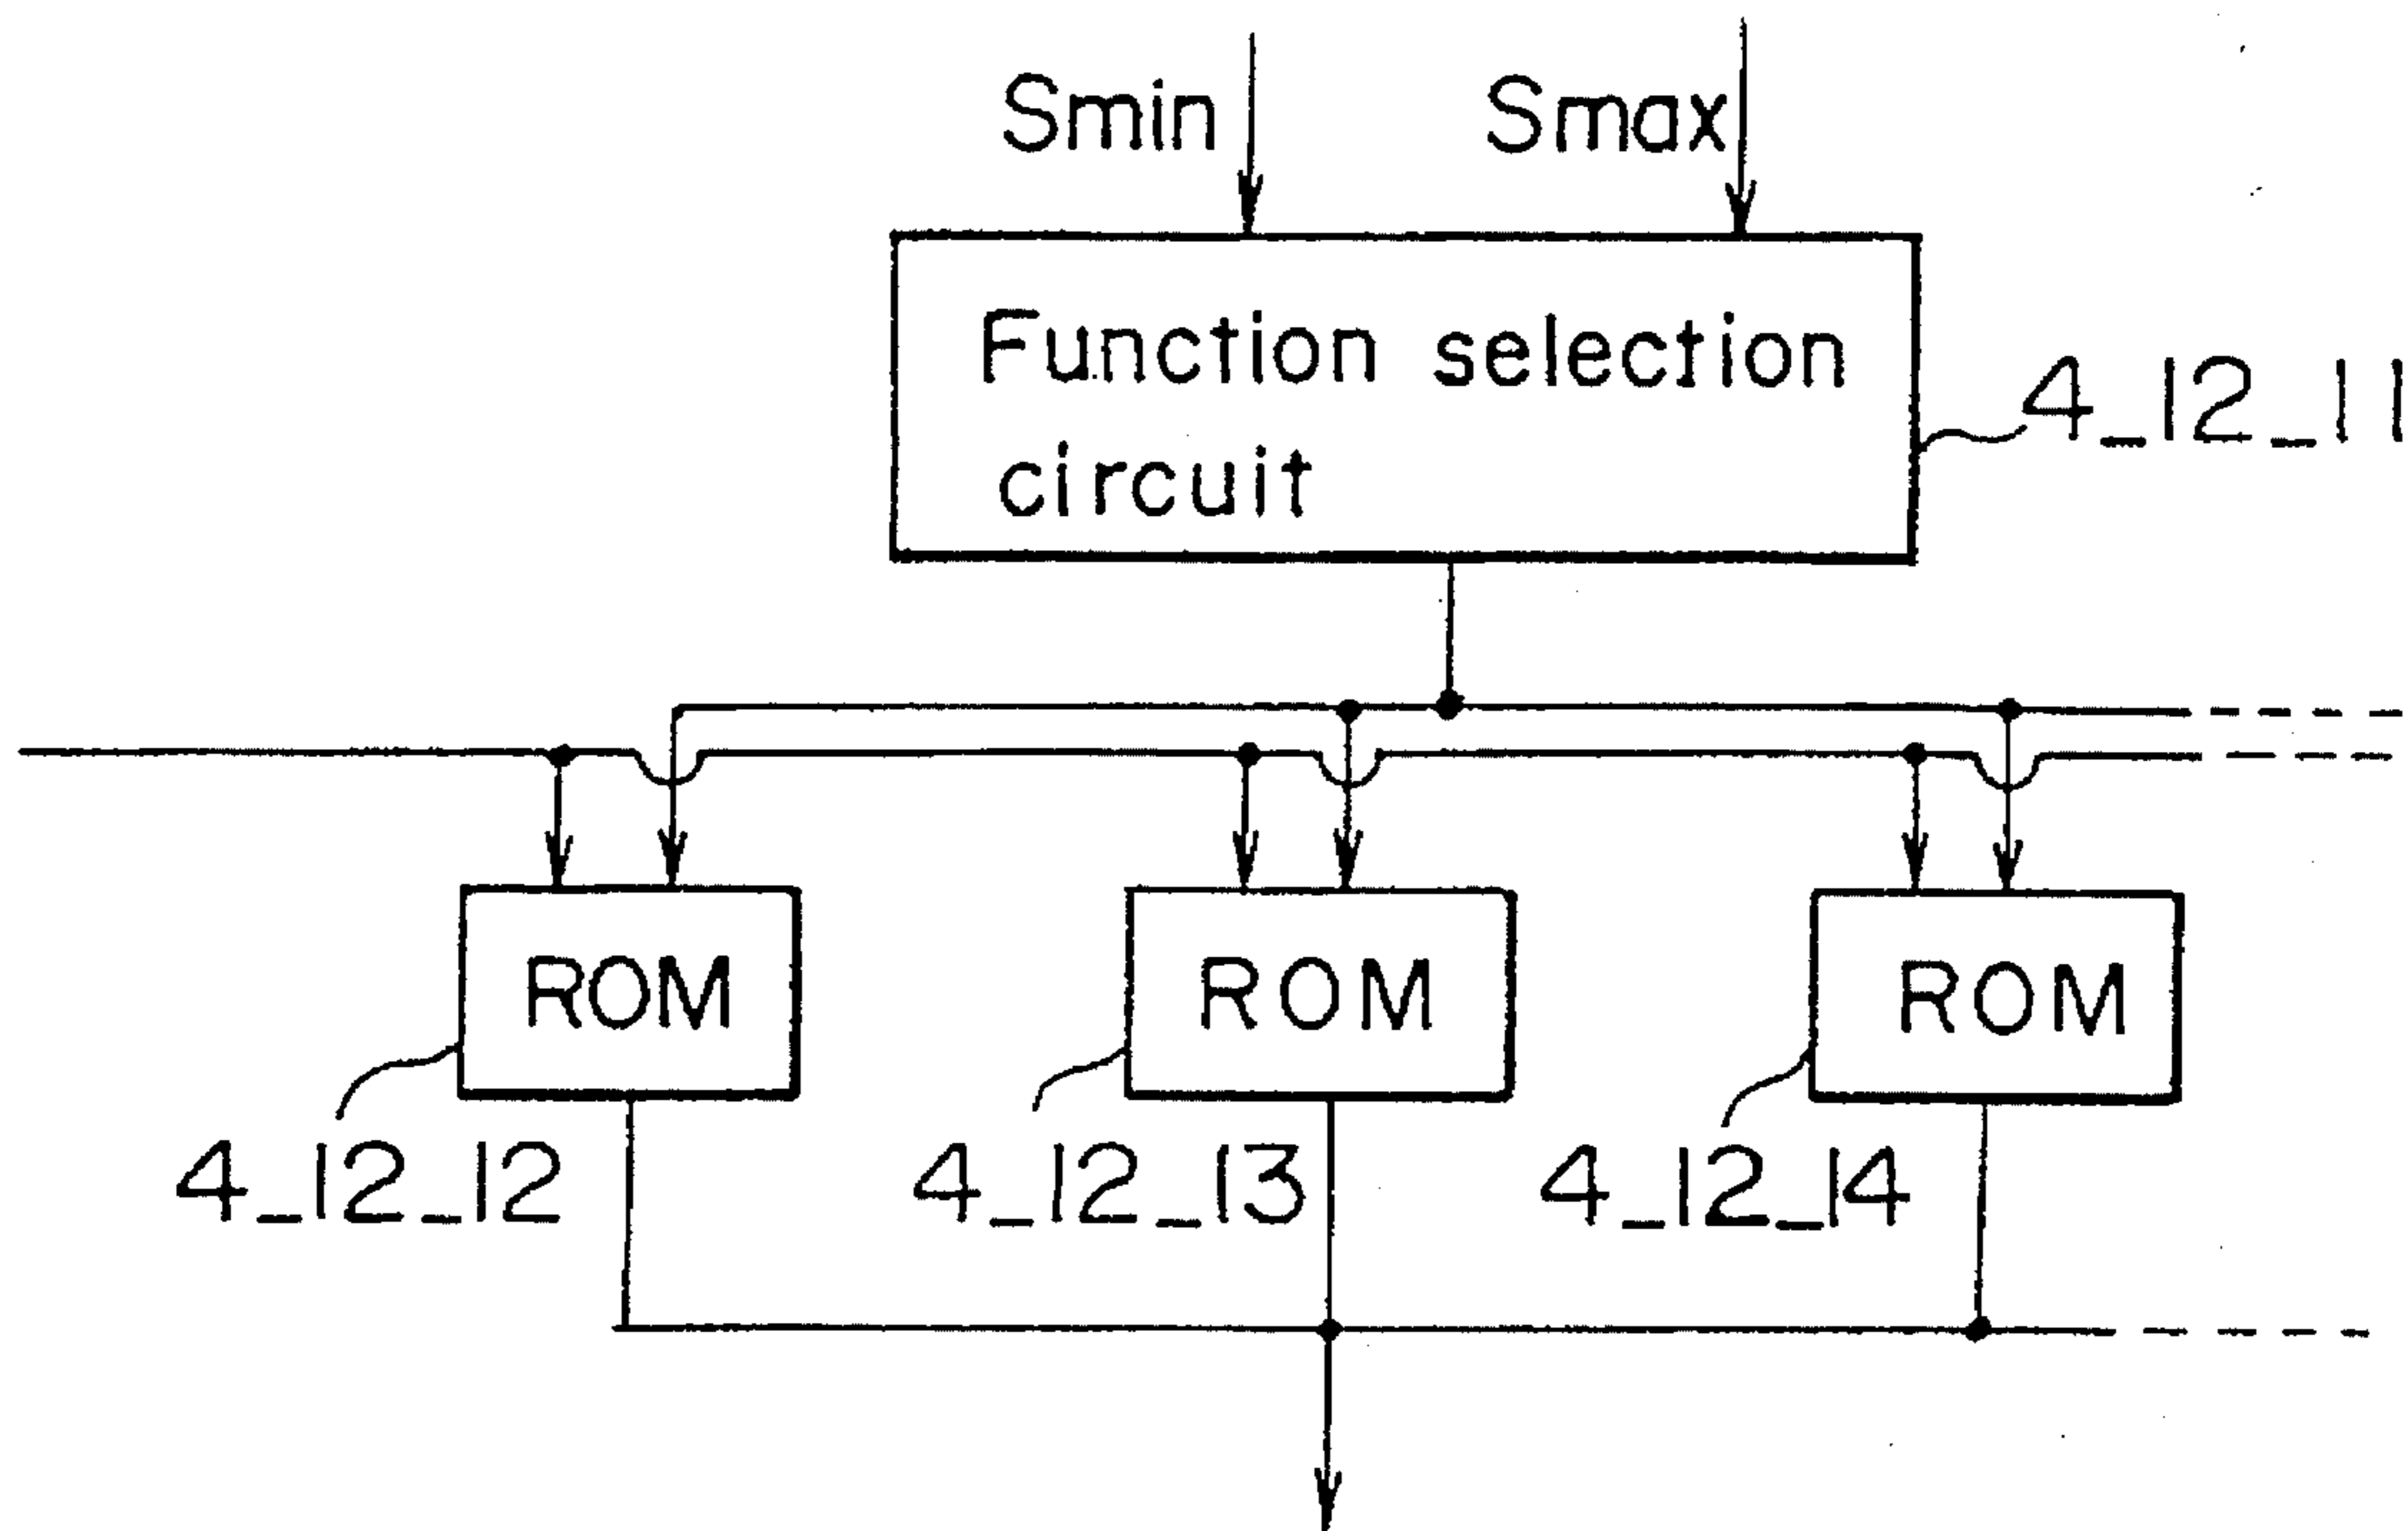 Smin Smax
Function selection
circuit
4_12_11
ROM ROM ROM
4_12_12 4_12_13 4_12_14